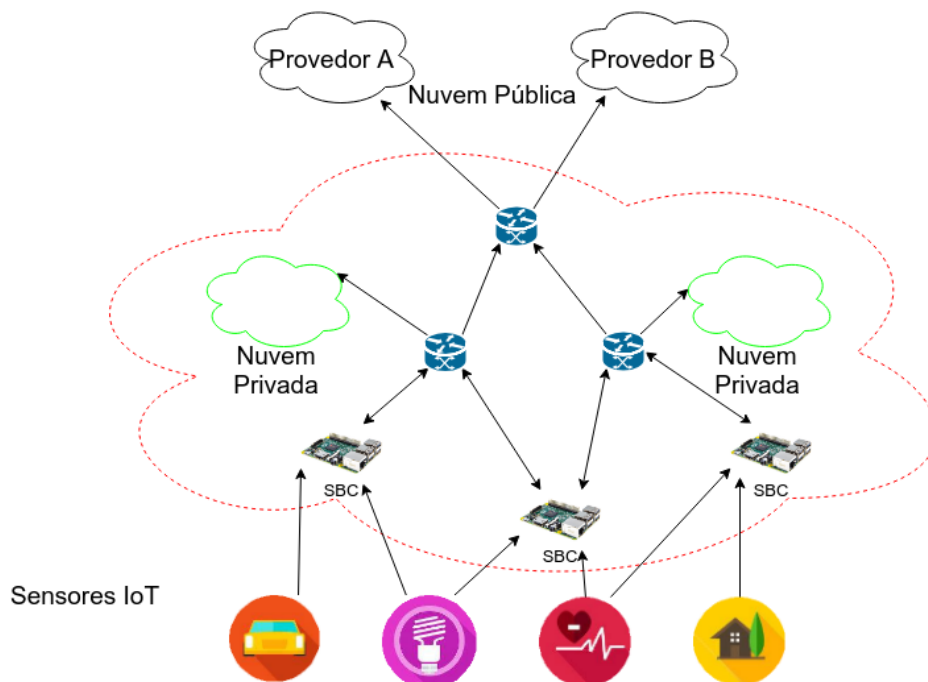 Provedor A
Provedor B
Nuvem Pública
Nuvem
Privada
Nuvem
Privada
SBC
SBC
SBC
Sensores IoT